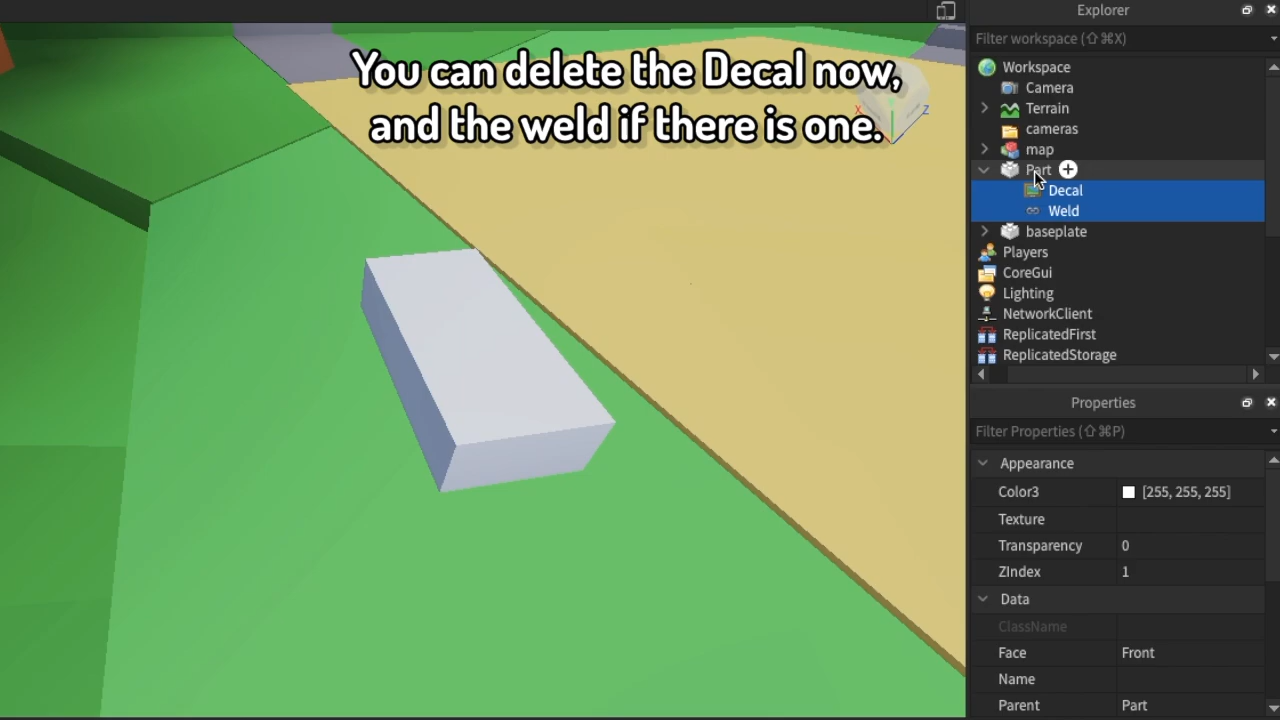 Explorer
You can delete the Decal now,
and the weld if there is one.
X
Z
Filter workspace (⇧⌘X)
Workspace
Camera
Terrain
cameras
map
Part
Decal
Weld
baseplate
Players
CoreGui
Lighting
NetworkClient
ReplicatedFirst
ReplicatedStorage
Properties
Filter Properties (⇧⌘P)
Appearance
Color3 [255, 255, 255]
Texture
Transparency 0
ZIndex 1
Data
ClassName
Face Front
Name
Parent Part